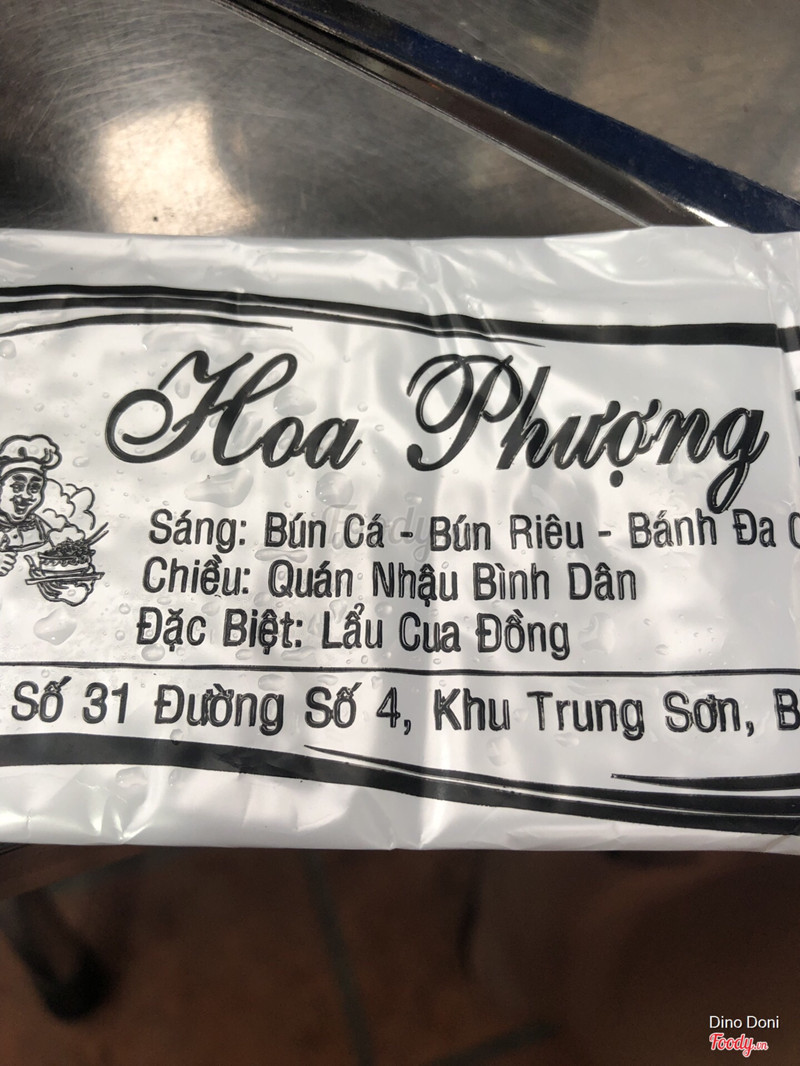 Hoa Phượng
Sáng: Bún Cá - Bún Riêu - Bánh Đa
Chiều: Quán Nhậu Bình Dân
Đặc Biệt: Lẩu Cua Đồng
Số 31 Đường Số 4, Khu Trung Sơn,
Foody
Dino Doni
Foody.vn